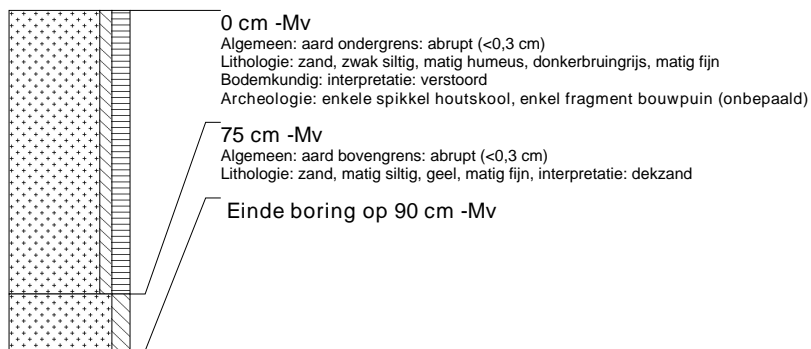 0 cm -Mv
Algemeen: aard ondergrens: abrupt (<0,3 cm)
Lithologie: zand, zwak siltig, matig humeus, donkerbruingrijs, matig fijn
Bodemkundig: interpretatie: verstoord
Archeologie: enkele spikkel houtskool, enkel fragment bouwpuin (onbepaald)
75 cm -Mv
Algemeen: aard bovengrens: abrupt (<0,3 cm)
Lithologie: zand, matig siltig, geel, matig fijn, interpretatie: dekzand
Einde boring op 90 cm -Mv